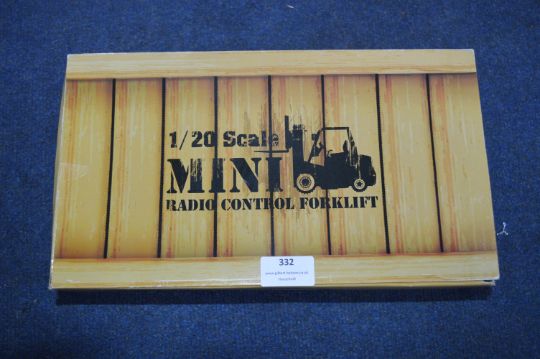 1/20 Scale
MINI
RADIO CONTROL FORKLIFT
332